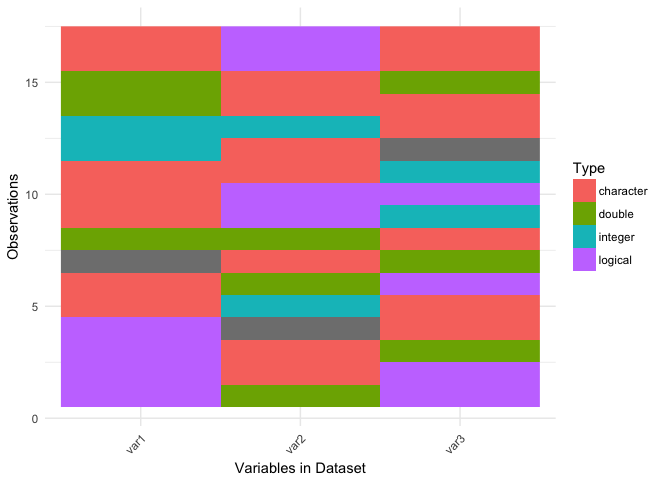 15
10
5
0
Observations
var1
var2
var3
Variables in Dataset
Type
character
double
integer
logical